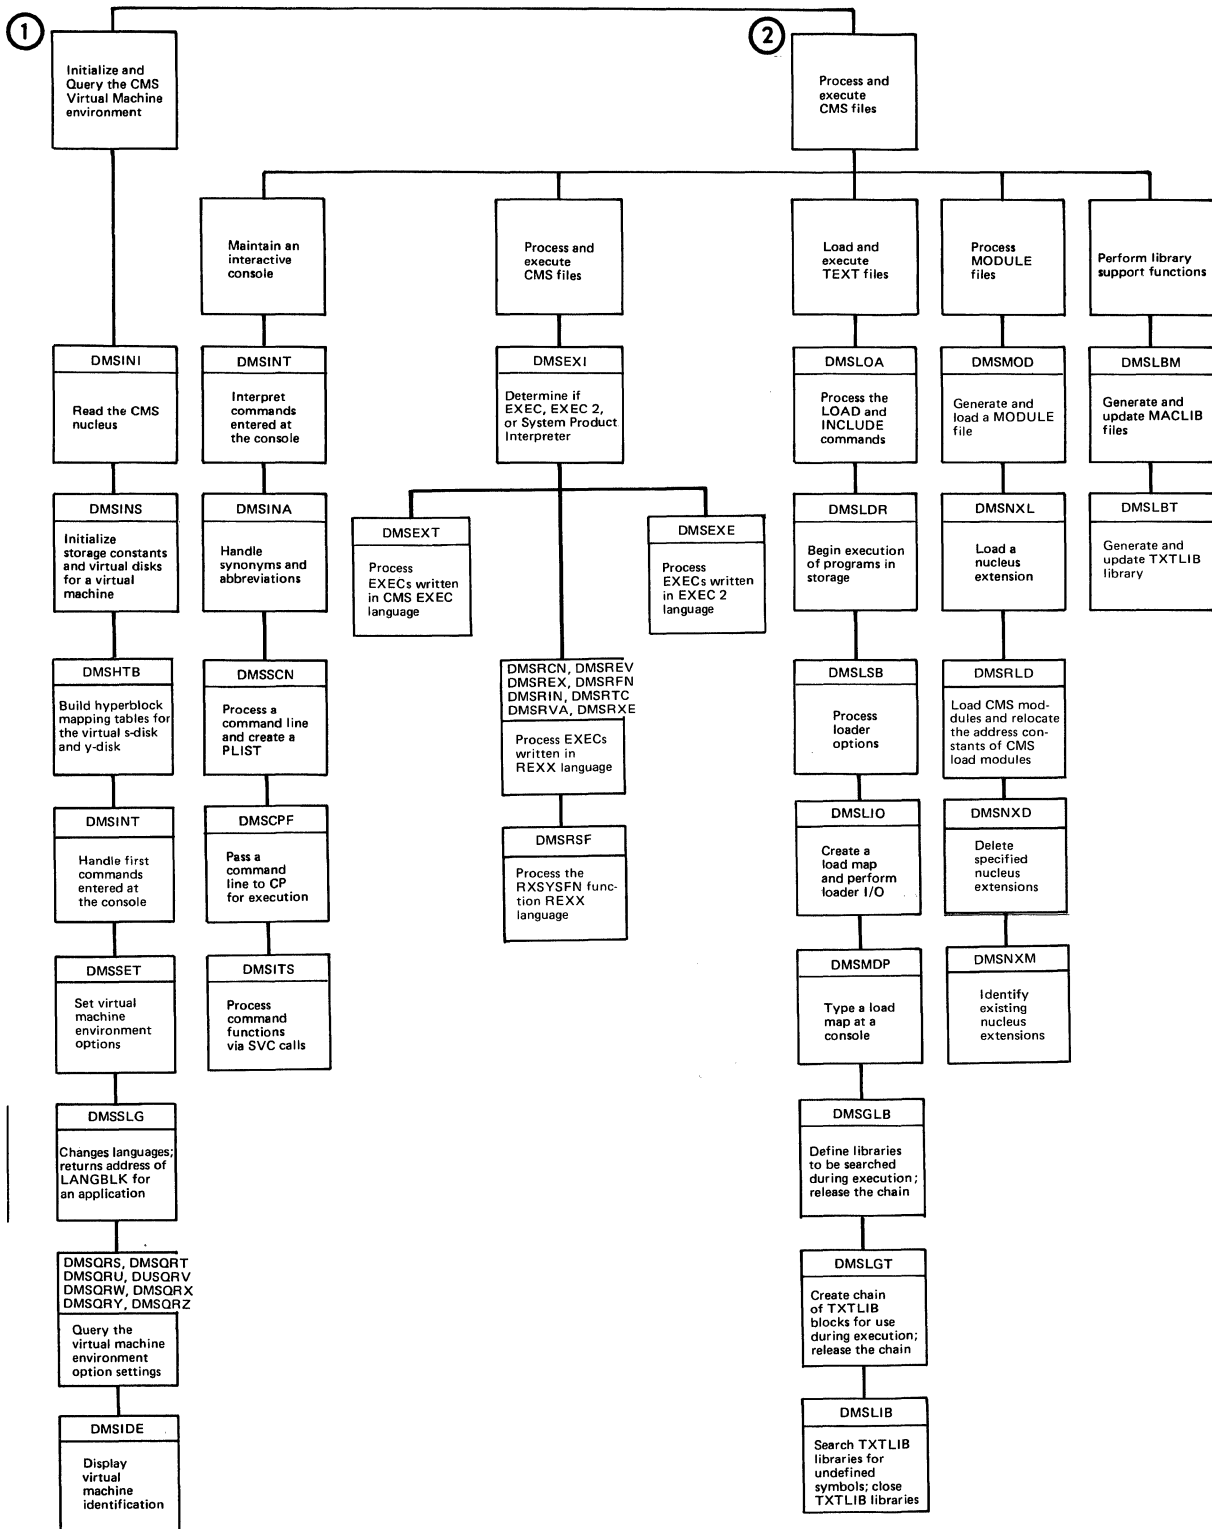 1
Initialize and
Query the CMS
Virtual Machine
environment
2
Process and
execute
CMS files
Maintain an
interactive
console
Process and
execute
CMS files
Load and
execute
TEXT files
Process
MODULE
files
Perform library
support functions
DMSINI
Read the CMS
nucleus
DMSINS
Initialize
storage constants
and virtual disks
for a virtual
machine
DMSHTB
Build hyperblock
mapping tables for
the virtual s-disk
and y-disk
DMSINT
Handle first
commands
entered at
the console
DMSSET
Set virtual
machine
environment
options
DMSSLG
Changes languages;
returns address of
LANGBLK for
an application
DMSQRS, DMSQRT
DMSQRU, DUSQRV
DMSQRW, DMSQRX
DMSQRY, DMSQRZ
Query the
virtual machine
environment
option settings
DMSIDE
Display
virtual
machine
identification
DMSINT
Interpret
commands
entered at
the console
DMSINA
Handle
synonyms and
abbreviations
DMSSCN
Process a
command line
and create a
PLIST
DMSCPF
Pass a
command
line to CP
for execution
DMSITS
Process
command
functions
via SVC calls
DMSEXI
Determine if
EXEC, EXEC 2,
or System Product
Interpreter
DMSEXT
Process
EXECs written
in CMS EXEC
language
DMSRCN, DMSREV
DMSREX, DMSRFN
DMSRIN, DMSRTC
DMSRVA, DMSRXE
Process EXECs
written in
REXX language
DMSRSF
Process the
RXSYSFN func-
tion REXX
language
DMSEXE
Process
EXECs written
in EXEC 2
language
DMSLOA
Process the
LOAD and
INCLUDE
commands
DMSLDR
Begin execution
of programs in
storage
DMSLSB
Process
loader
options
DMSLIO
Create a
load map
and perform
loader I/O
DMSMDP
Type a load
map at a
console
DMSGLB
Define libraries
to be searched
during execution;
release the chain
DMSLGT
Create chain
of TXTLIB
blocks for use
during execution;
release the chain
DMSLIB
Search TXTLIB
libraries for
undefined
symbols; close
TXTLIB libraries
DMSMOD
Generate and
load a MODULE
file
DMSNXL
Load a
nucleus
extension
DMSRLD
Load CMS mod-
ules and relocate
the address con-
stants of CMS
load modules
DMSNXD
Delete
specified
nucleus
extensions
DMSNXM
Identify
existing
nucleus
extensions
DMSLBM
Generate and
update MACLIB
files
DMSLBT
Generate and
update TXTLIB
library